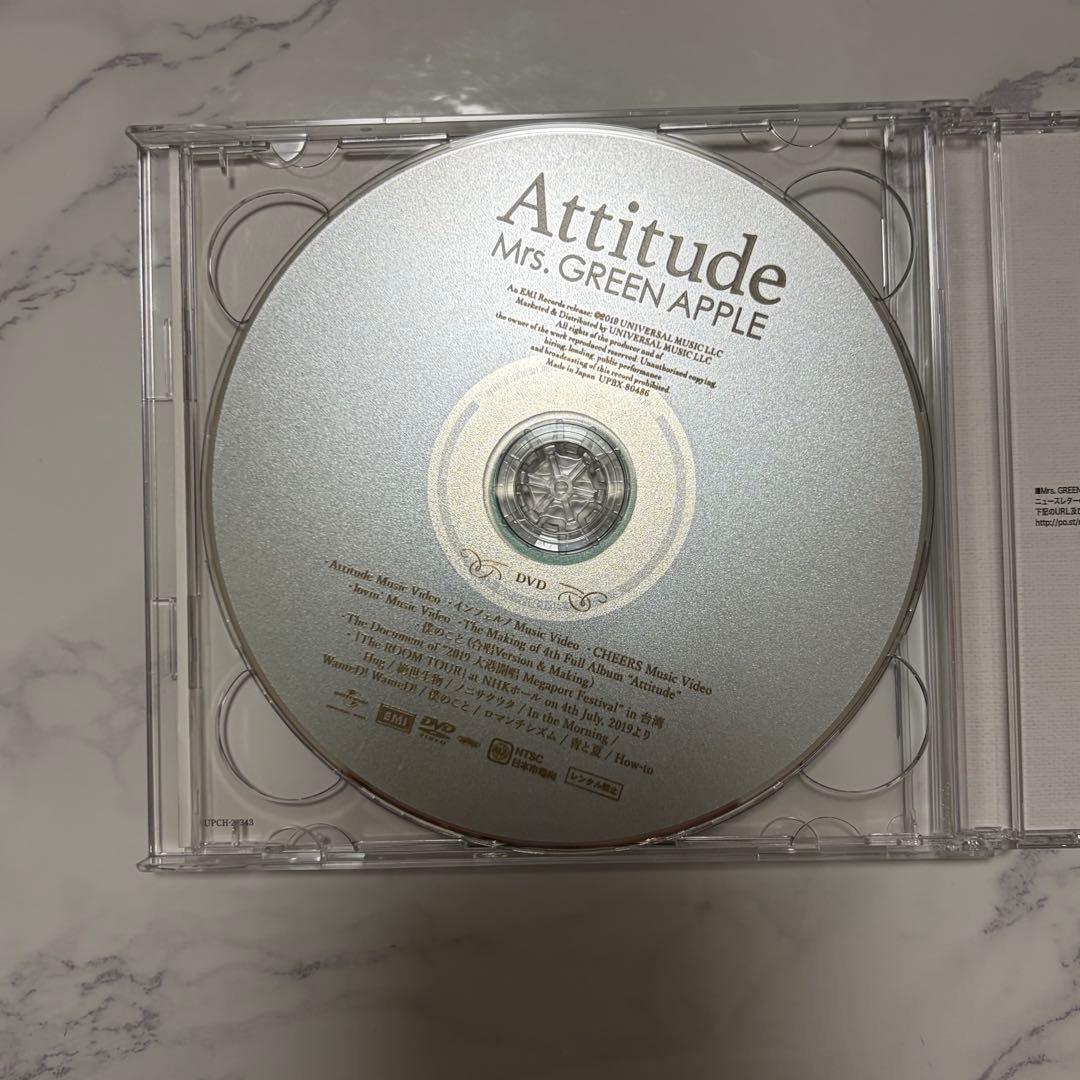 Attitude
Mrs. GREEN APPLE
An EMI Records release: ℗2019 UNIVERSAL MUSIC LLC
Marketed & Distributed by UNIVERSAL MUSIC LLC
All rights of the producer and of
the owner of the work reproduced reserved. Unauthorised copying,
hiring, lending, public performance
and broadcasting of this record prohibited.
Made in Japan UPBX-80486
DVD
・Attitude Music Video ・インフェルノ Music Video ・CHEERS Music Video
・Joyin' Music Video ・The Making of 4th Full Album "Attitude"
・僕のこと (合唱Version & Making)
・The Document of "2019 大港開唱 Megaport Festival" in 台湾
・「The ROOM TOUR」 at NHKホール on 4th July, 2019より
Hug / 絶世生物 / ノニサクウタ / In the Morning /
WanteD! WanteD! / 僕のこと / ロマンチシズム / 青と夏 / How-to
EMI
DVD
VIDEO
NTSC
日本市場向
レンタル禁止
■Mrs. GREEN
ニュースレター
下記のURL及び
http://po.st/